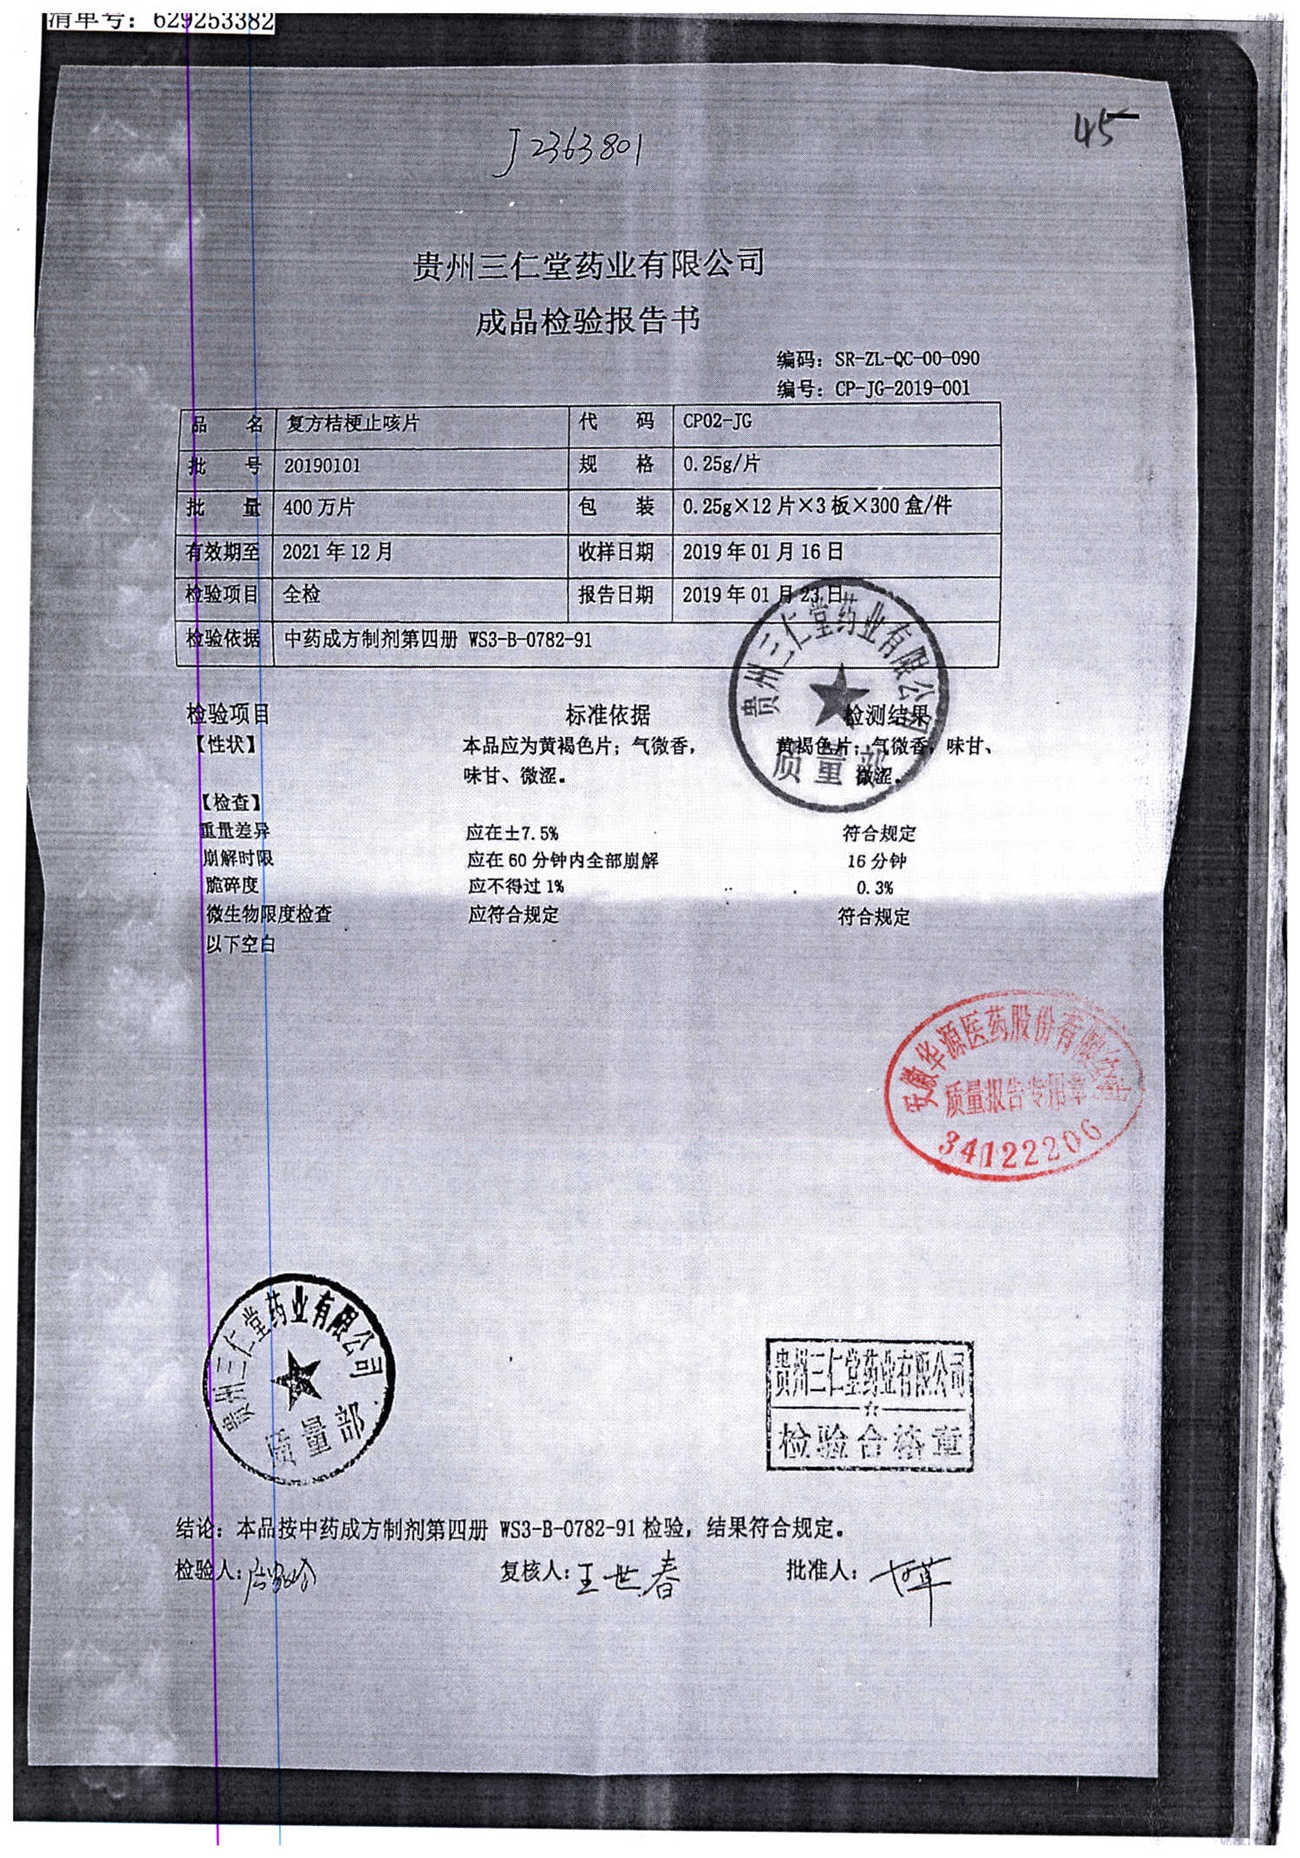 清单号: 629253382
J2363801
45
贵州三仁堂药业有限公司
成品检验报告书
编码: SR-ZL-QC-00-090
编号: CP-JG-2019-001
品 名 复方桔梗止咳片 代 码 CP02-JG
批 号 20190101 规 格 0.25g/片
批 量 400万片 包 装 0.25g×12片×3板×300盒/件
有效期至 2021年12月 收样日期 2019年01月16日
检验项目 全检 报告日期 2019年01月23日
检验依据 中药成方制剂第四册 WS3-B-0782-91
贵州三仁堂药业有限公司
质量部
检验项目 标准依据 检测结果
【性状】 本品应为黄褐色片; 气微香, 黄褐色片; 气微香, 味甘、
味甘、微涩。 微涩。
【检查】
重量差异 应在±7.5% 符合规定
崩解时限 应在60分钟内全部崩解 16分钟
脆碎度 应不得过1% 0.3%
微生物限度检查 应符合规定 符合规定
以下空白
安徽华源医药股份有限公司
质量报告专用章
34122206
贵州三仁堂药业有限公司
质量部
贵州三仁堂药业有限公司
检验合格章
结论: 本品按中药成方制剂第四册 WS3-B-0782-91检验, 结果符合规定。
检验人: 复核人: 王世春 批准人: